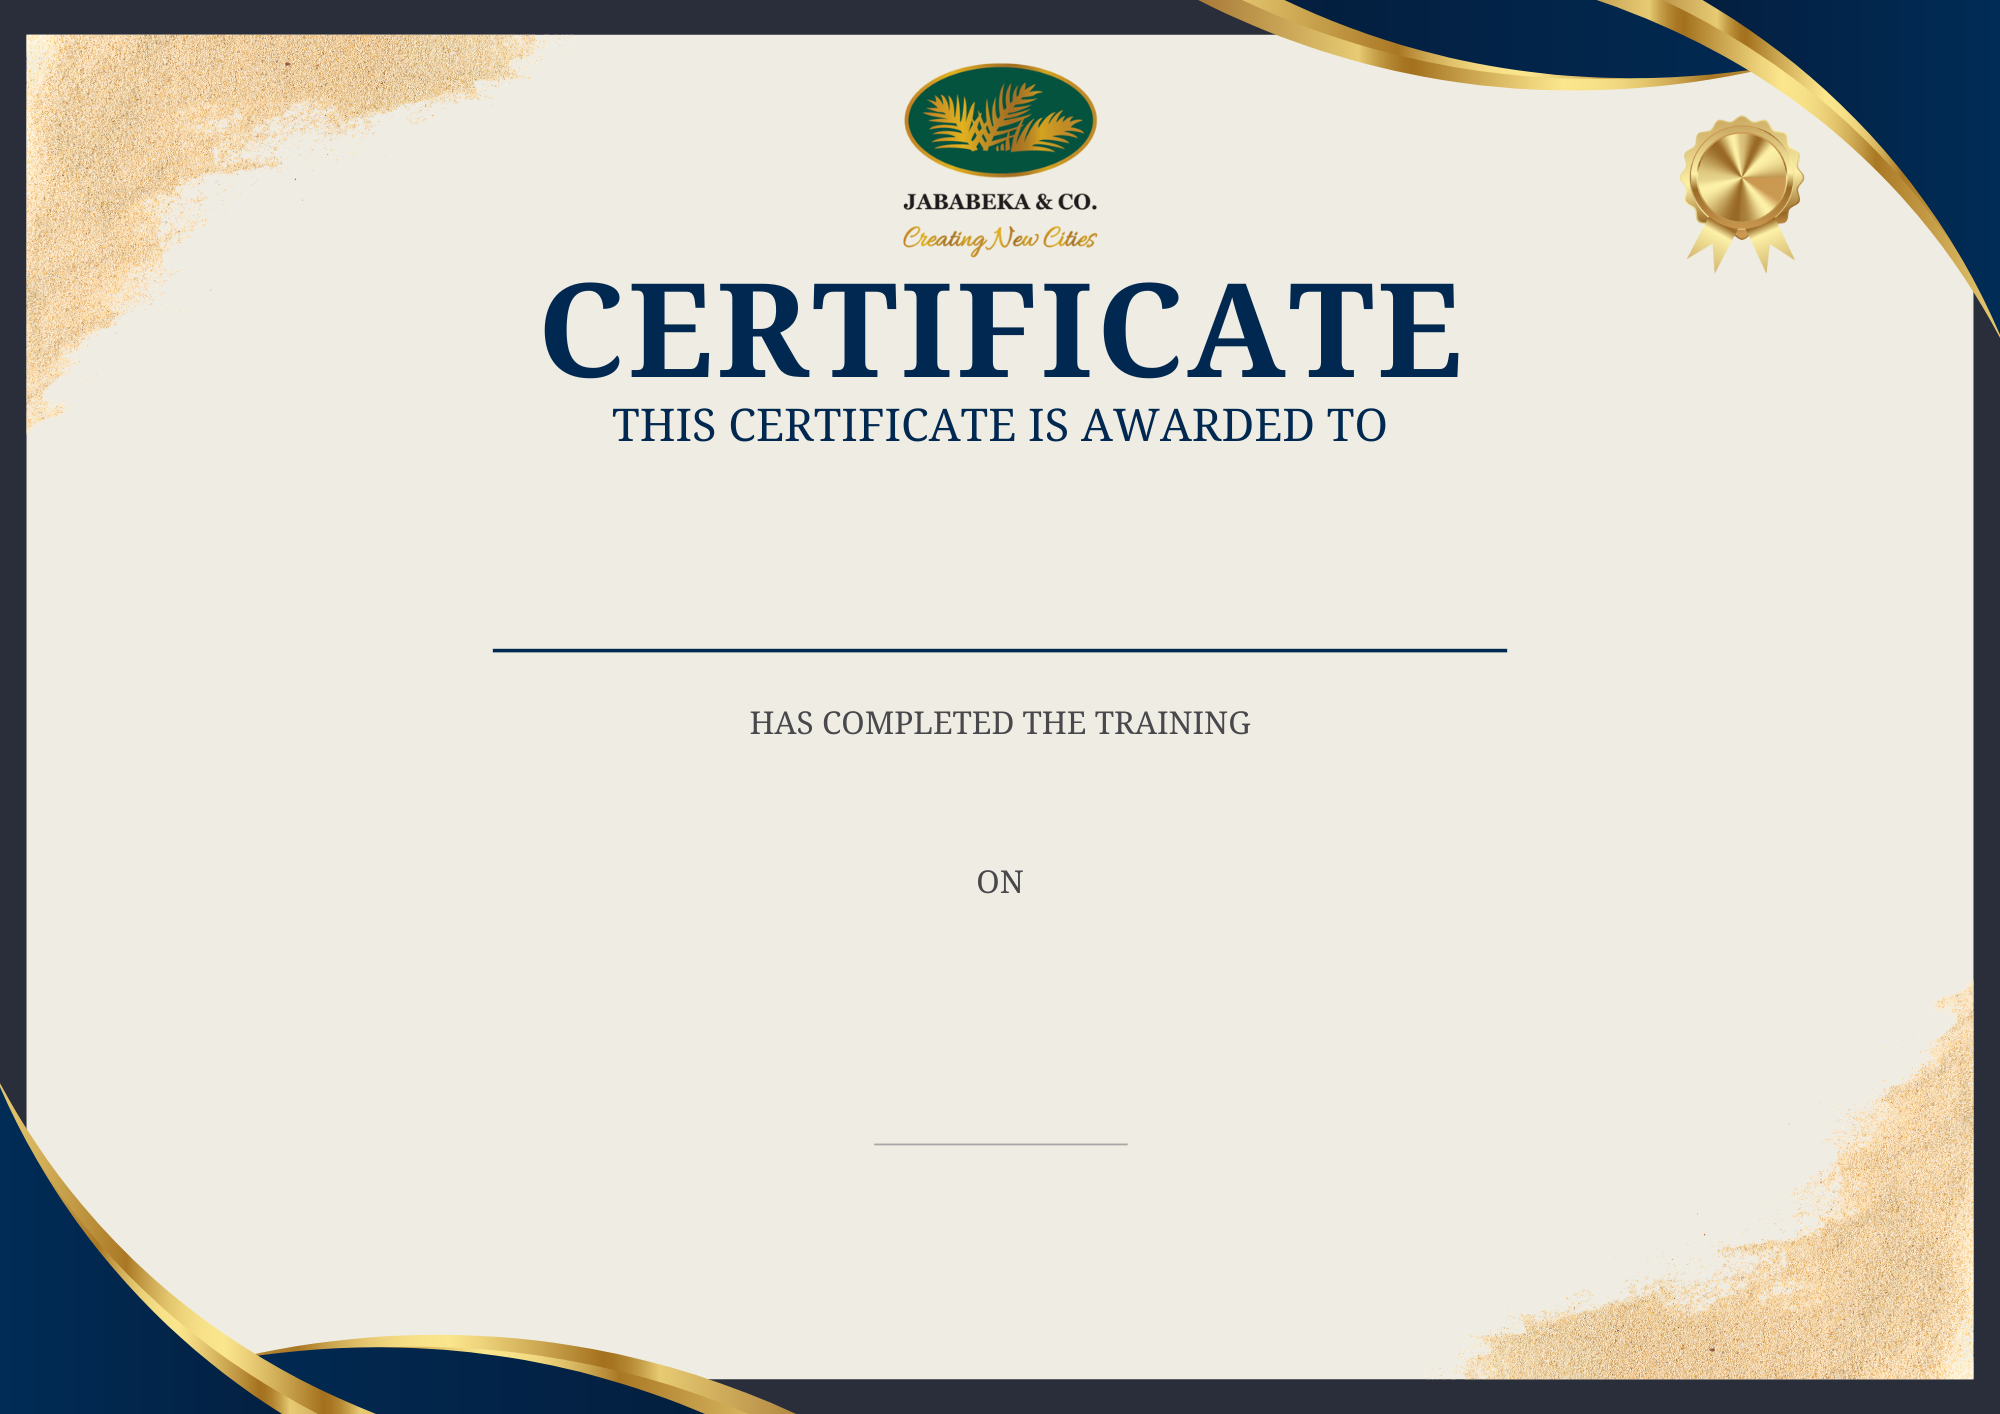 JABABEKA & CO.
Creating New Cities
CERTIFICATE
THIS CERTIFICATE IS AWARDED TO
HAS COMPLETED THE TRAINING
ON